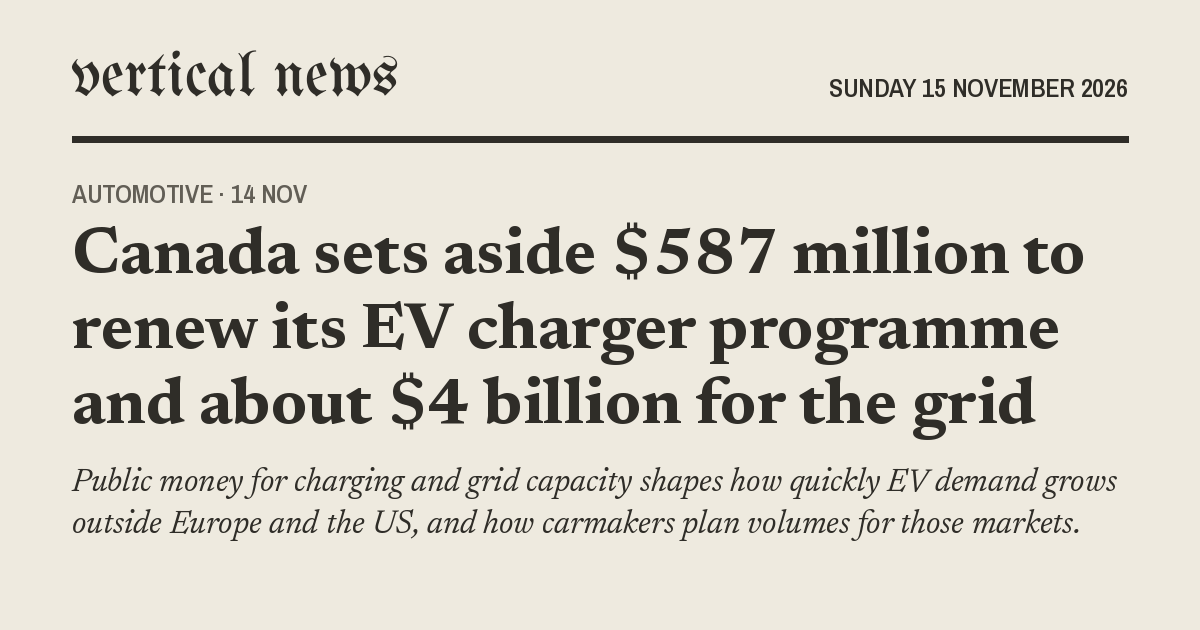 vertical news
SUNDAY 15 NOVEMBER 2026
AUTOMOTIVE · 14 NOV
Canada sets aside $587 million to
renew its EV charger programme
and about $4 billion for the grid
Public money for charging and grid capacity shapes how quickly EV demand grows
outside Europe and the US, and how carmakers plan volumes for those markets.